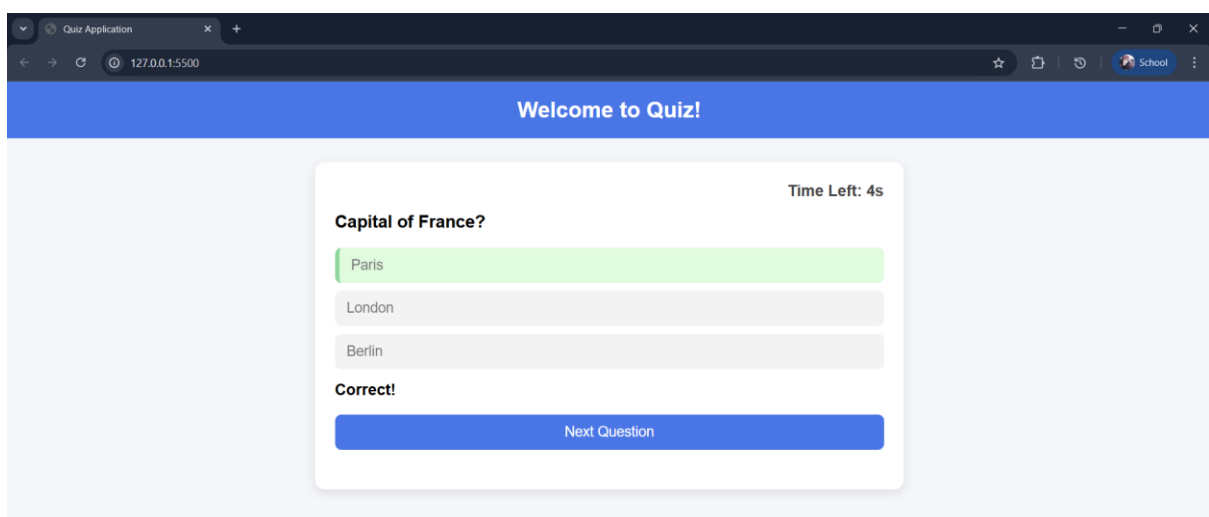 Quiz Application
127.0.0.1:5500
School
Welcome to Quiz!
Time Left: 4s
Capital of France?
Paris
London
Berlin
Correct!
Next Question